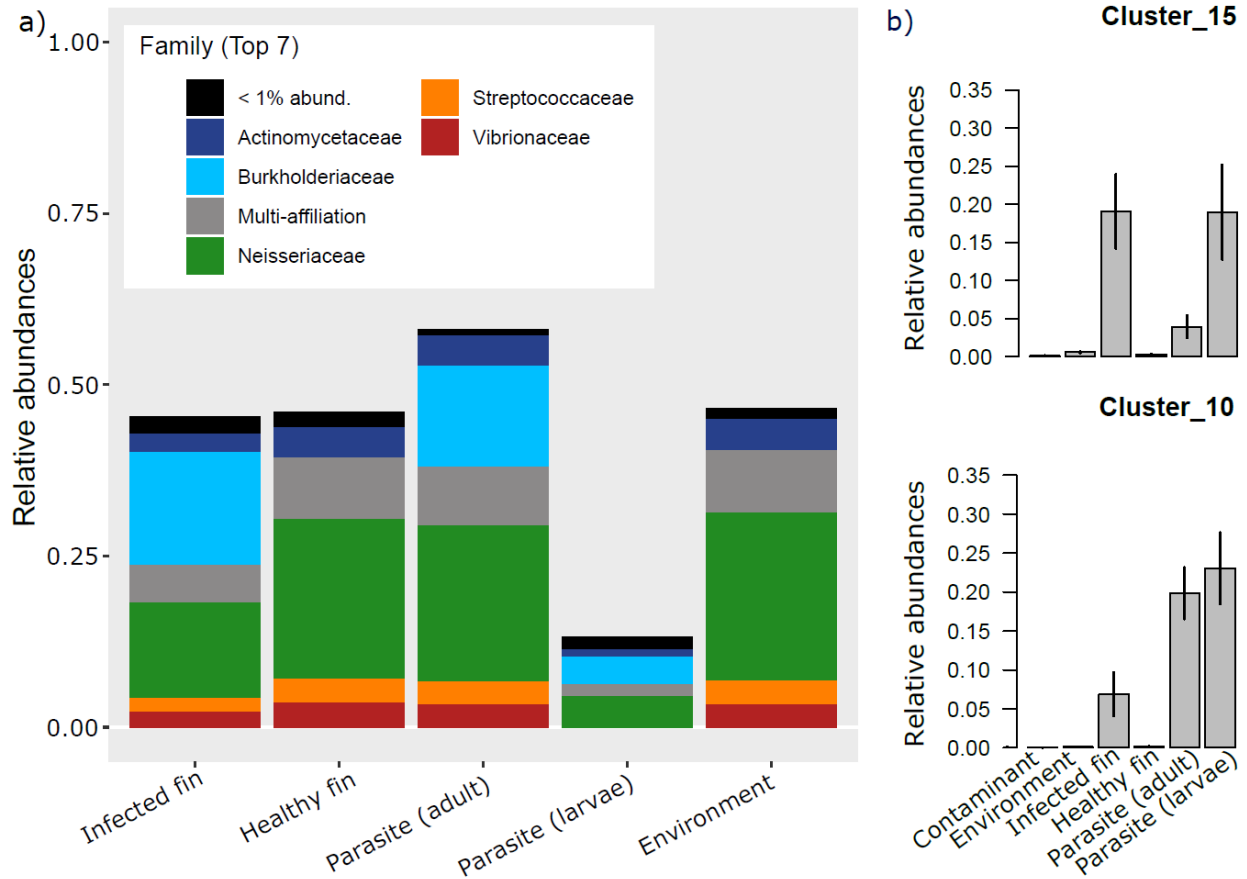 a)
Family (Top 7)
< 1% abund.
Actinomycetaceae
Burkholderiaceae
Multi-affiliation
Neisseriaceae
Streptococcaceae
Vibrionaceae
Relative abundances
1.00
0.75
0.50
0.25
0.00
Infected fin
Healthy fin
Parasite (adult)
Parasite (larvae)
Environment
b)
Cluster_15
Relative abundances
0.35
0.30
0.25
0.20
0.15
0.10
0.05
0.00
Cluster_10
Relative abundances
0.35
0.30
0.25
0.20
0.15
0.10
0.05
0.00
Contaminant
Environment
Infected fin
Healthy fin
Parasite (adult)
Parasite (larvae)